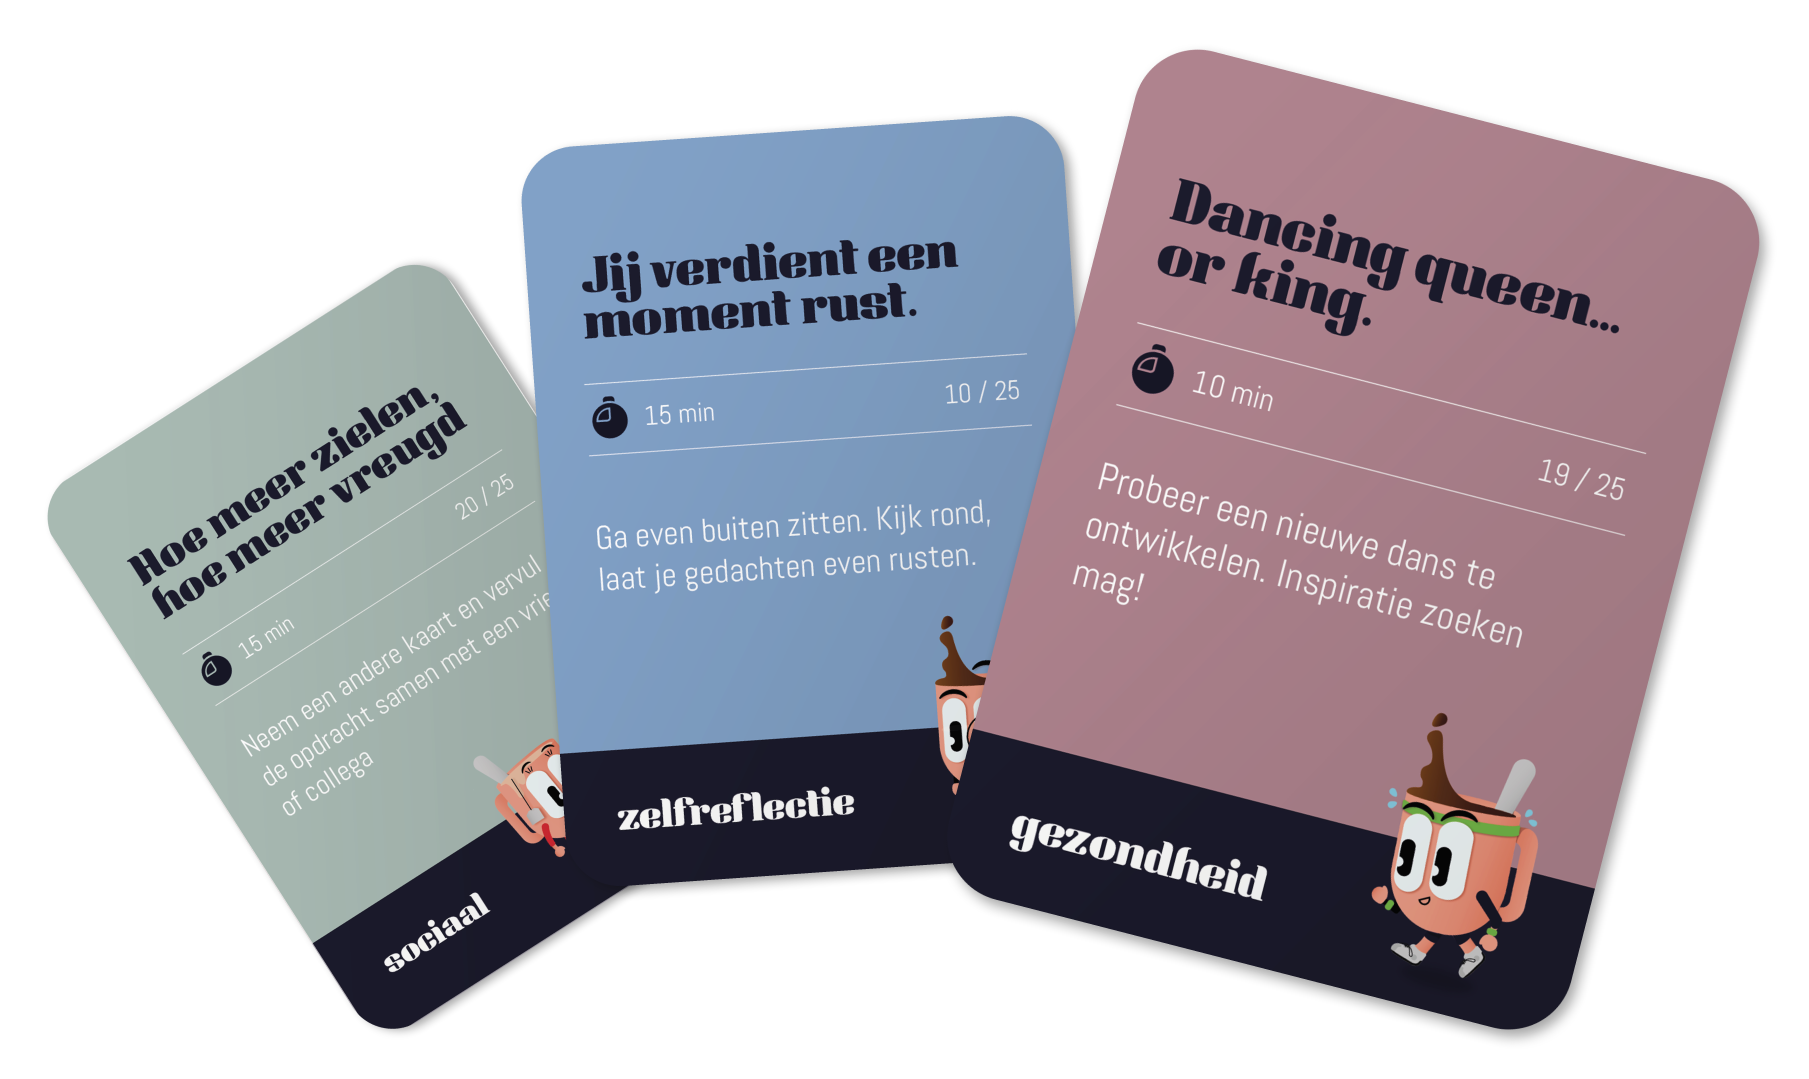 Hoe meer zielen,
hoe meer vreugd
15 min
20 / 25
Neem een andere kaart en vervul
de opdracht samen met een
of collega
sociaal
Jij verdient een
moment rust.
15 min
10 / 25
Ga even buiten zitten. Kijk rond,
laat je gedachten even rusten.
zelfreflectie
Dancing queen...
or king.
10 min
19 / 25
Probeer een nieuwe dans te
ontwikkelen. Inspiratie zoeken
mag!
gezondheid